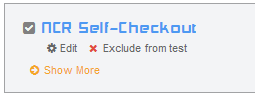 NCR Self-Checkout
Edit Exclude from test
Show More